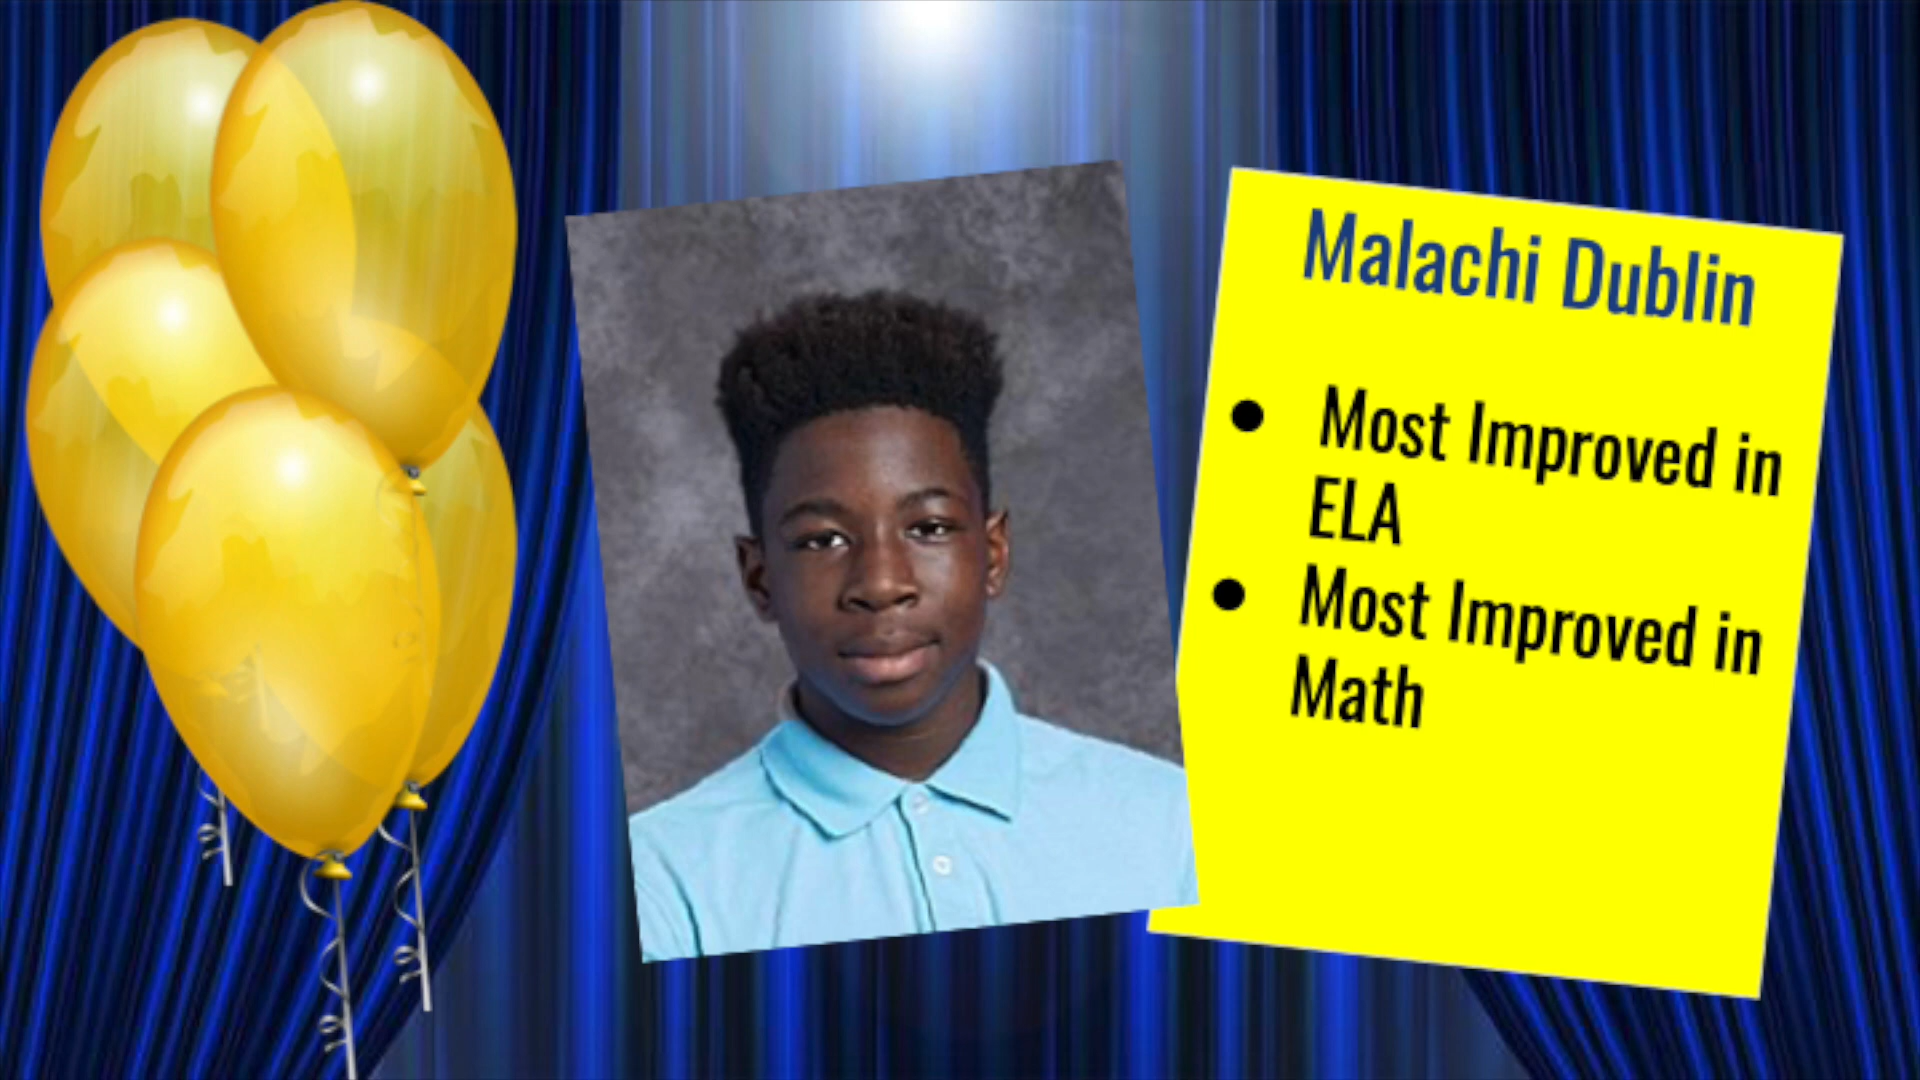 Malachi Dublin
● Most Improved in
ELA
● Most Improved in
Math